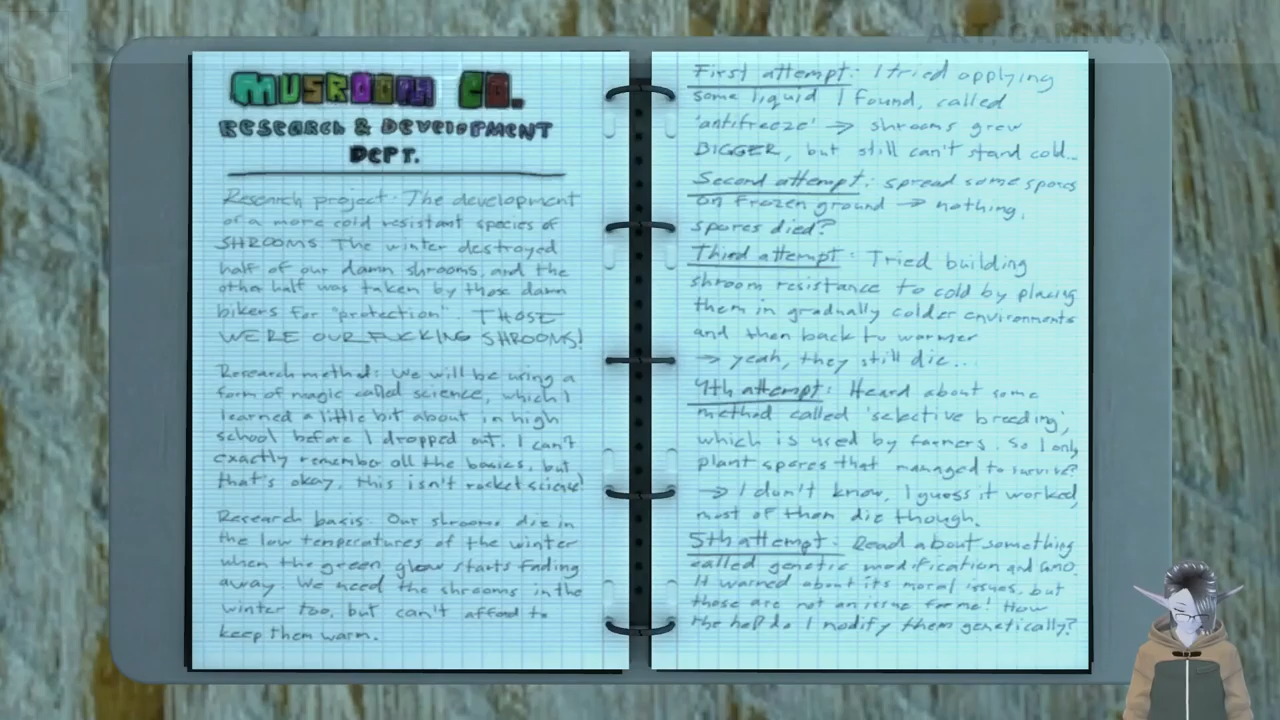 MUSROOM CO.
RESEARCH & DEVELOPMENT
DEPT.
Research project: The development
of a more cold resistant species of
SHROOMS The winter destroyed
half of our damn shrooms, and the
other half was taken by those damn
bikers for "protection". THOSE
WERE OUR FUCKING SHROOMS!
Research method: We will be using a
form of magic called science, which I
learned a little bit about in high
school before I dropped out. I can't
exactly remember all the basics, but
that's okay, this isn't rocket science!
Research basis: Our shrooms die in
the low temperatures of the winter
when the green glow starts fading
away. We need the shrooms in the
winter too, but can't afford to
keep them warm.
First attempt: I tried applying
some liquid I found, called
'antifreeze' → shrooms grew
BIGGER, but still can't stand cold...
Second attempt: spread some spores
on frozen ground → nothing,
spores died?
Third attempt: Tried building
shroom resistance to cold by placing
them in gradually colder environments
and then back to warmer
→ yeah, they still die...
4th attempt: Heard about some
method called 'selective breeding',
which is used by farmers. So I only
plant spores that managed to survive?
→ I don't know, I guess it worked,
most of them die though.
5th attempt: Read about something
called genetic modification and GMO.
It warned about its moral issues, but
those are not an issue for me! How
the hell do I modify them genetically?
ART, GAMING, AI,